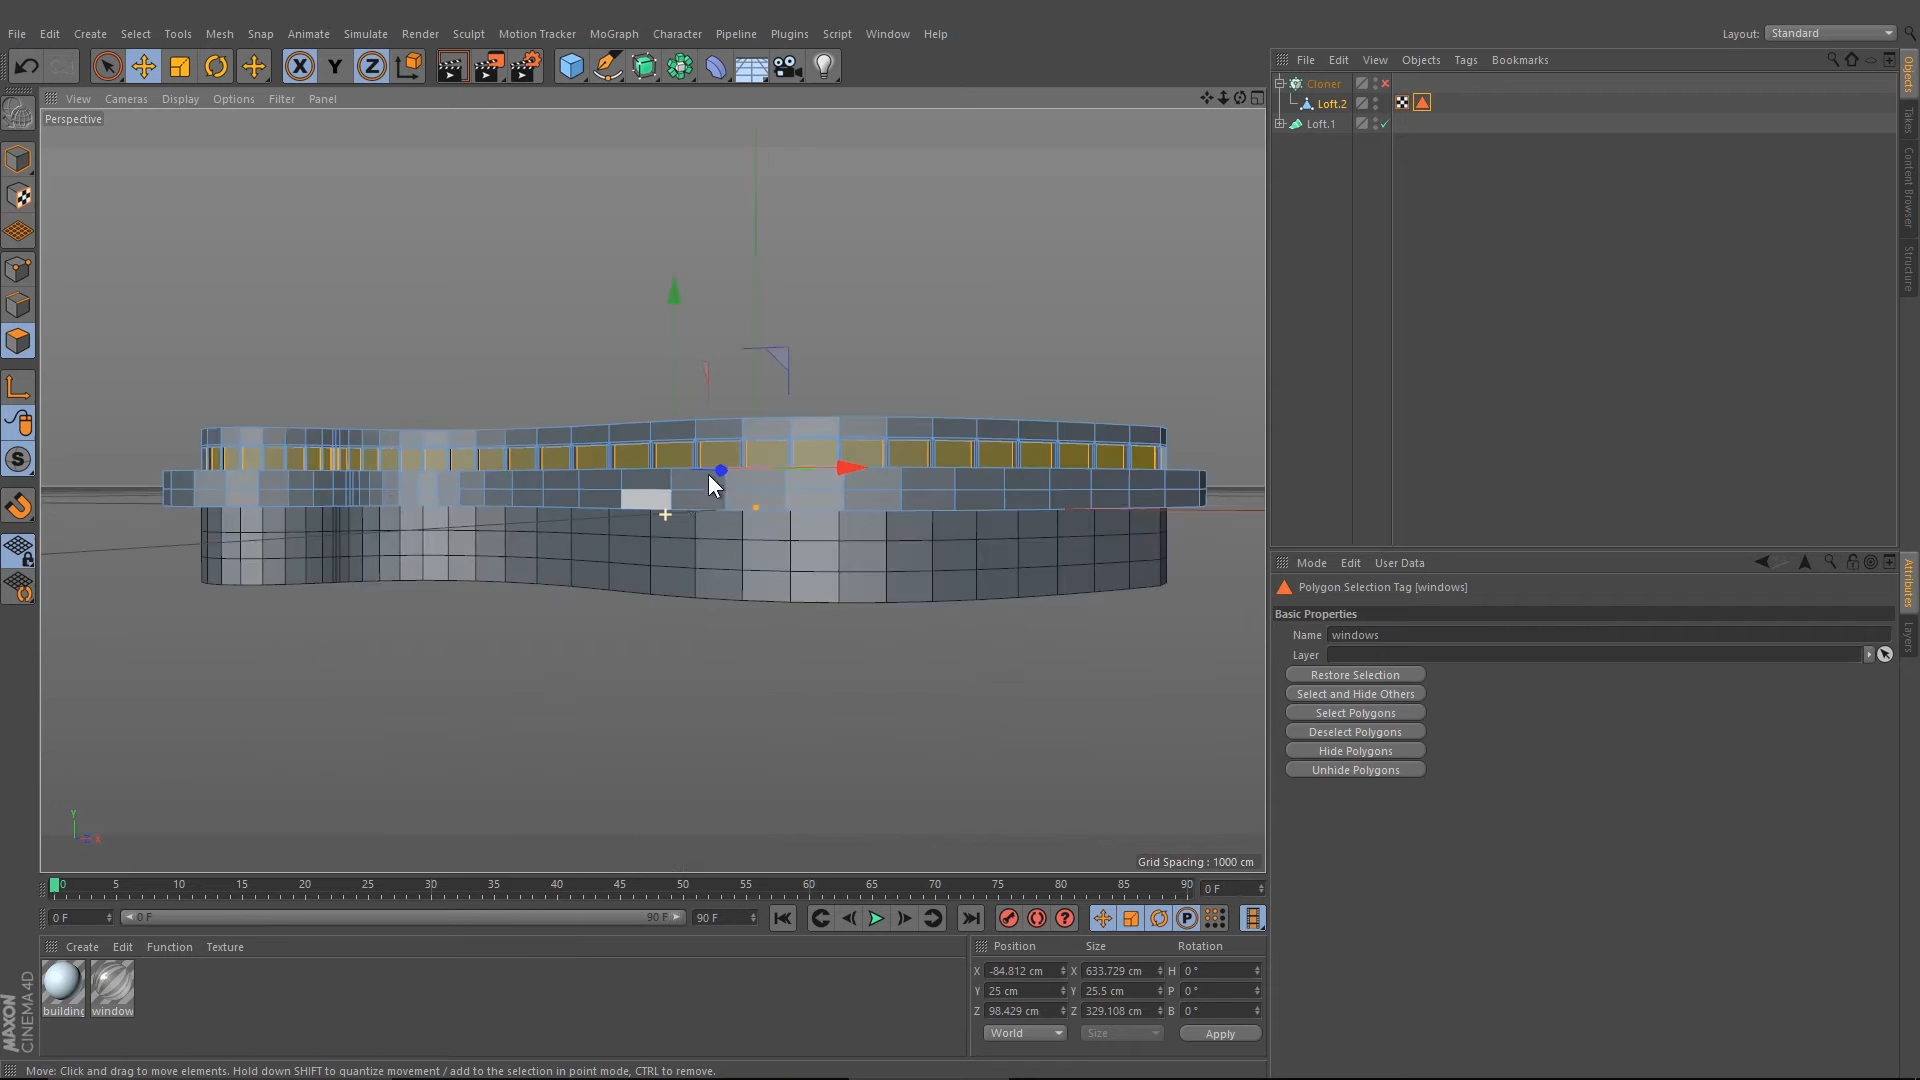 File Edit Create Select Tools Mesh Snap Animate Simulate Render Sculpt Motion Tracker MoGraph Character Pipeline Plugins Script Window Help
Layout: Standard
View Cameras Display Options Filter Panel
Perspective
File Edit View Objects Tags Bookmarks
Cloner
Loft.2
Loft.1
Objects
Takes
Content Browser
Structure
Mode Edit User Data
Polygon Selection Tag [windows]
Basic Properties
Name windows
Layer
Restore Selection
Select and Hide Others
Select Polygons
Deselect Polygons
Hide Polygons
Unhide Polygons
Attributes
Layers
X Y Z
S
Y
X
Grid Spacing : 1000 cm
0 5 10 15 20 25 30 35 40 45 50 55 60 65 70 75 80 85 90 0 F
0 F 0 F 90 F 90 F
P
Create Edit Function Texture
building window
MAXON
CINEMA 4D
Position Size Rotation
X -84.812 cm X 633.729 cm H 0 °
Y 25 cm Y 25.5 cm P 0 °
Z 98.429 cm Z 329.108 cm B 0 °
World Size Apply
Move: Click and drag to move elements. Hold down SHIFT to quantize movement / add to the selection in point mode, CTRL to remove.